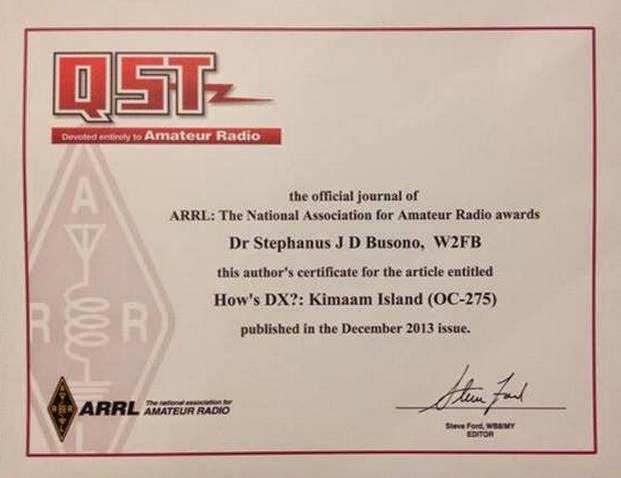 QST
Devoted entirely to Amateur Radio
the official journal of
ARRL: The National Association for Amateur Radio awards
Dr Stephanus J D Busono, W2FB
this author's certificate for the article entitled
How's DX?: Kimaam Island (OC-275)
published in the December 2013 issue.
A
R R
L
ARRL The national association for
AMATEUR RADIO
Steve Ford
Steve Ford, WB8IMY
EDITOR